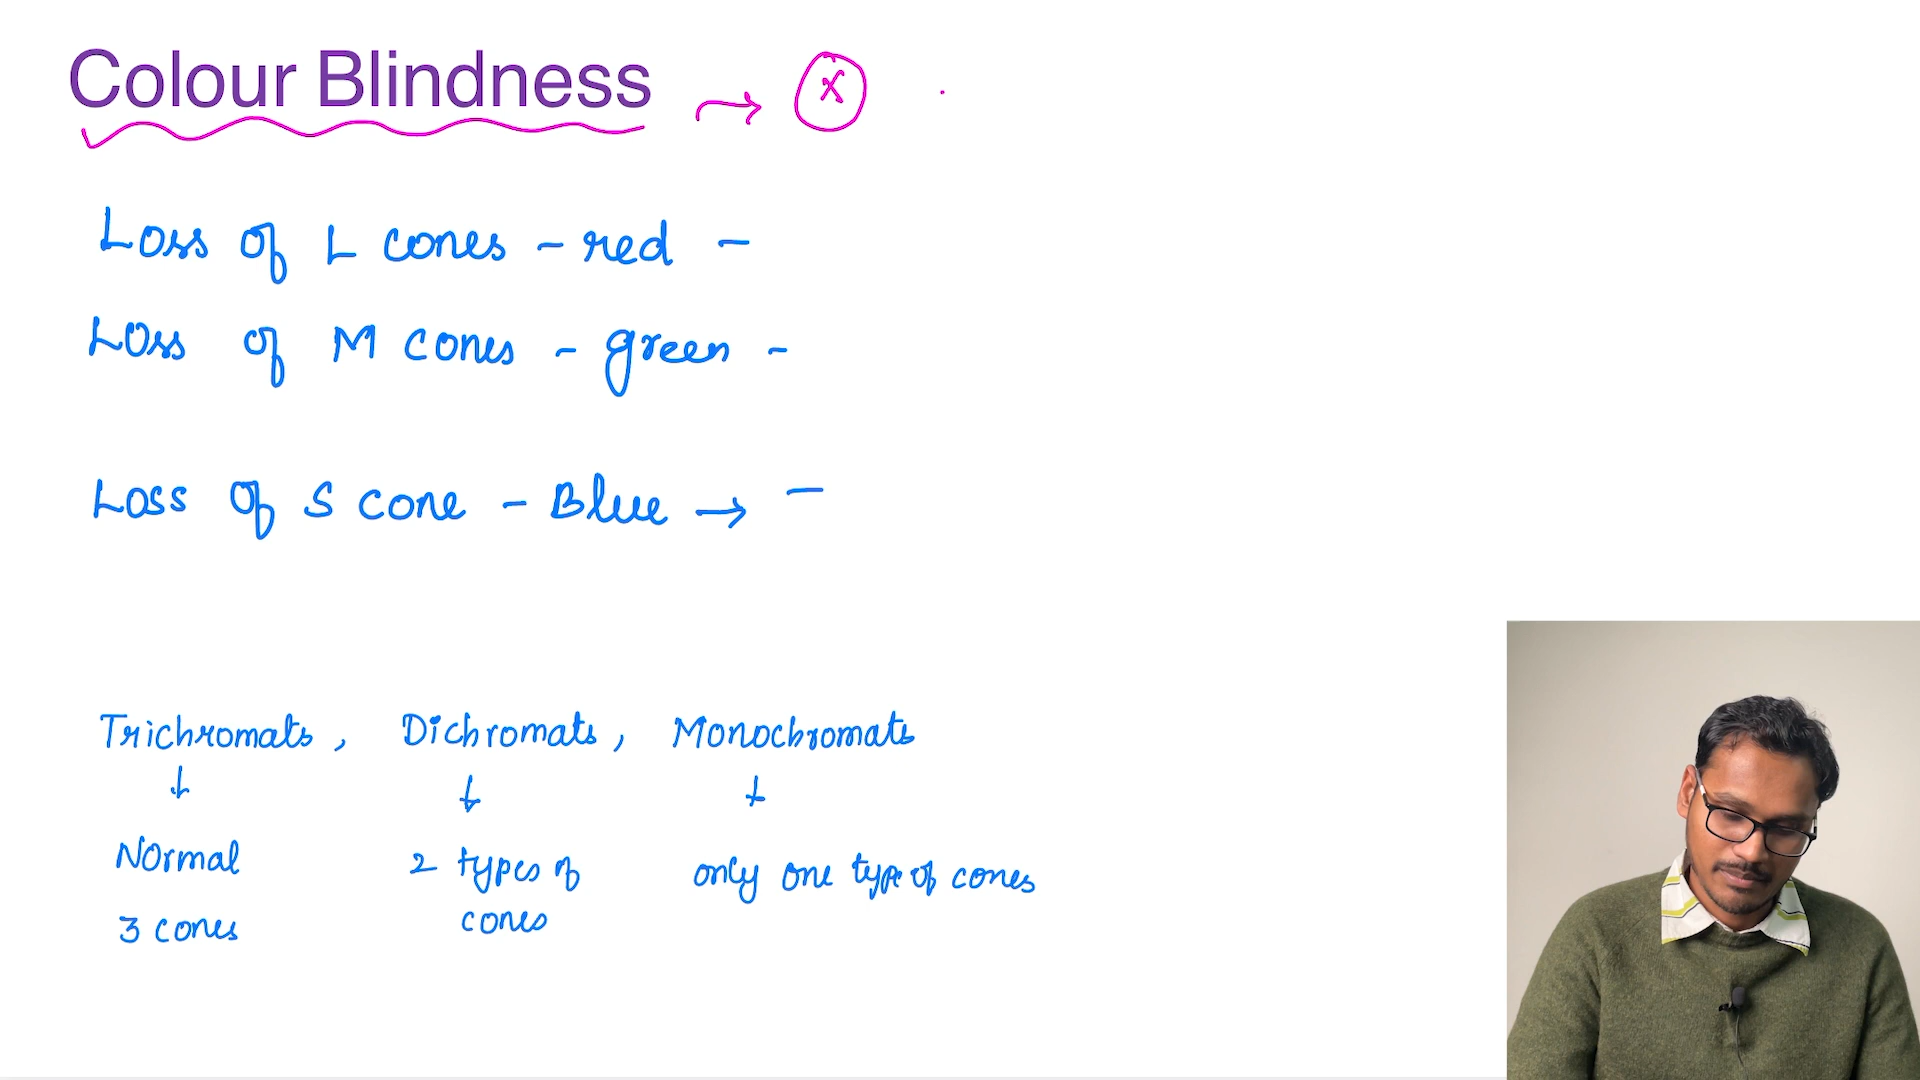 Colour Blindness → X
Loss of L cones - red -
Loss of M cones - green -
Loss of S cone - Blue → -
Trichromats, Dichromats, Monochromats
↓ ↓ ↓
Normal 2 types of only one type of cones
3 cones cones